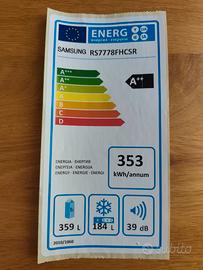 ENERG
SAMSUNG RS7778FHCSR
A+++
A++
A+
A
B
C
D
A++
ENERGIA · ЕНЕРГИЯ
ΕΝΕΡΓΕΙΑ · ENERGIJA
ENERGY · ENERGIE · ENERGI
353
kWh/annum
359 L
184 L
39 dB
2010/1060
Subito